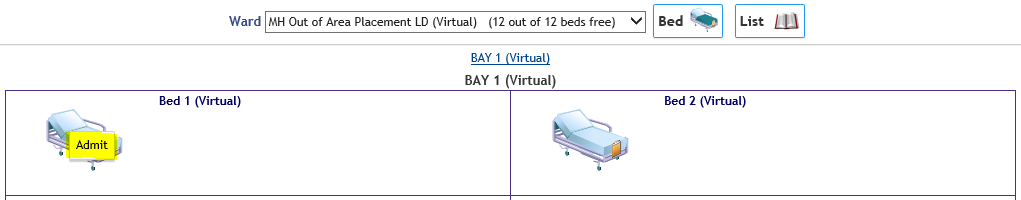 Ward MH Out of Area Placement LD (Virtual) (12 out of 12 beds free) Bed List
BAY 1 (Virtual)
BAY 1 (Virtual)
Bed 1 (Virtual) Bed 2 (Virtual)
Admit